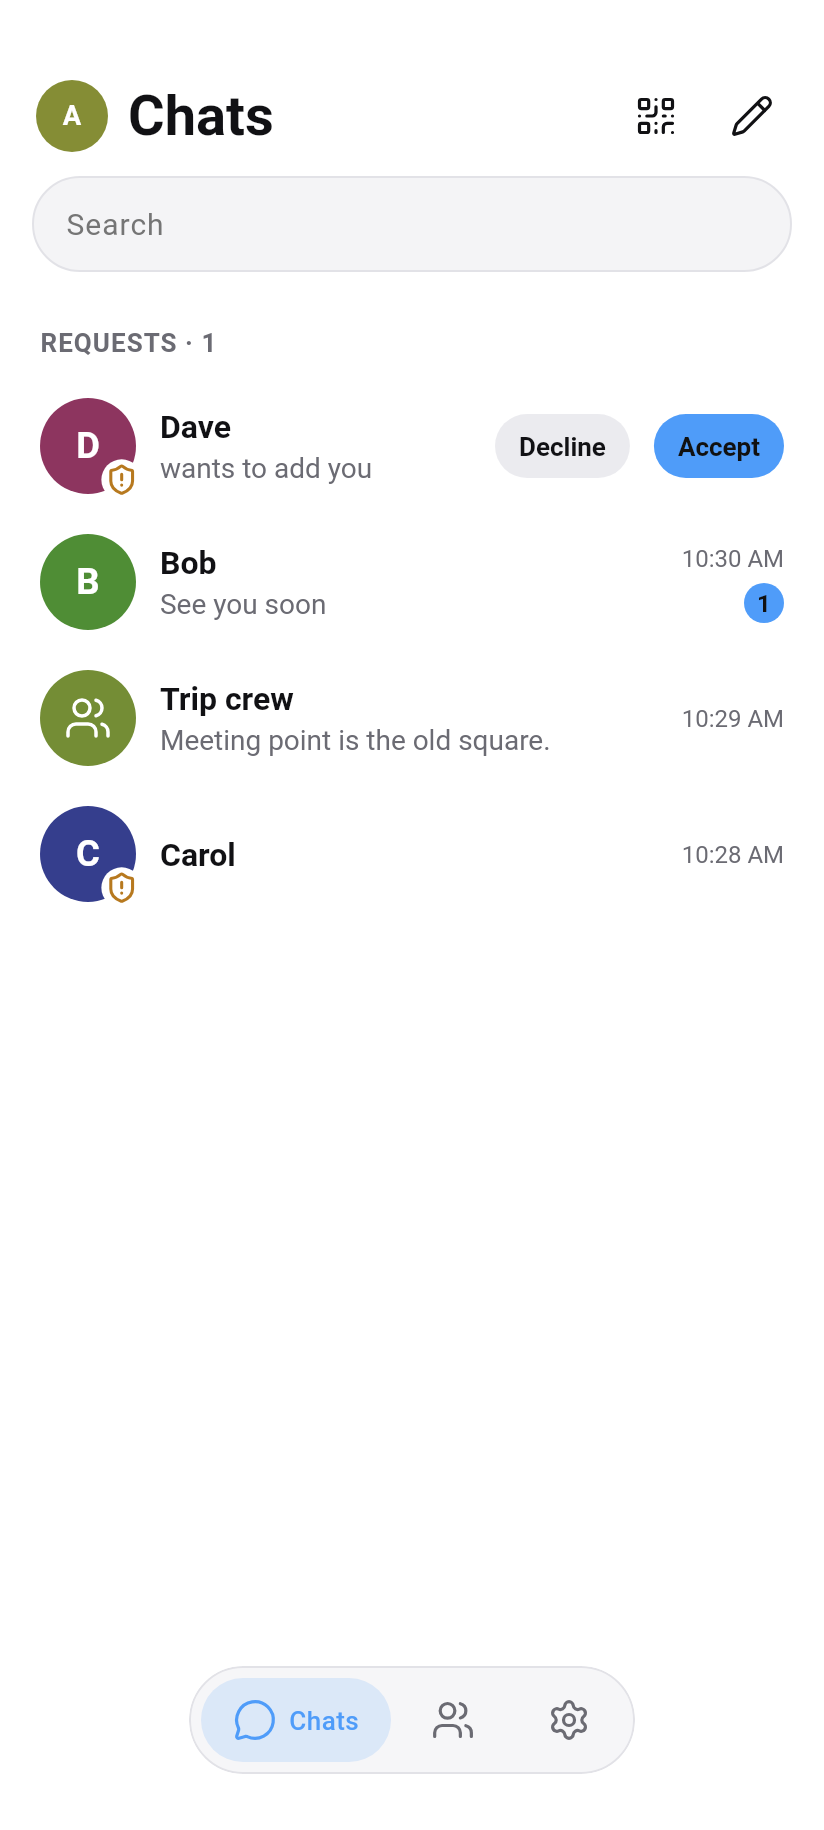 A
Chats
Search
REQUESTS · 1
D
Dave
wants to add you
Decline
Accept
B
Bob
See you soon
10:30 AM
1
Trip crew
Meeting point is the old square.
10:29 AM
C
Carol
10:28 AM
Chats